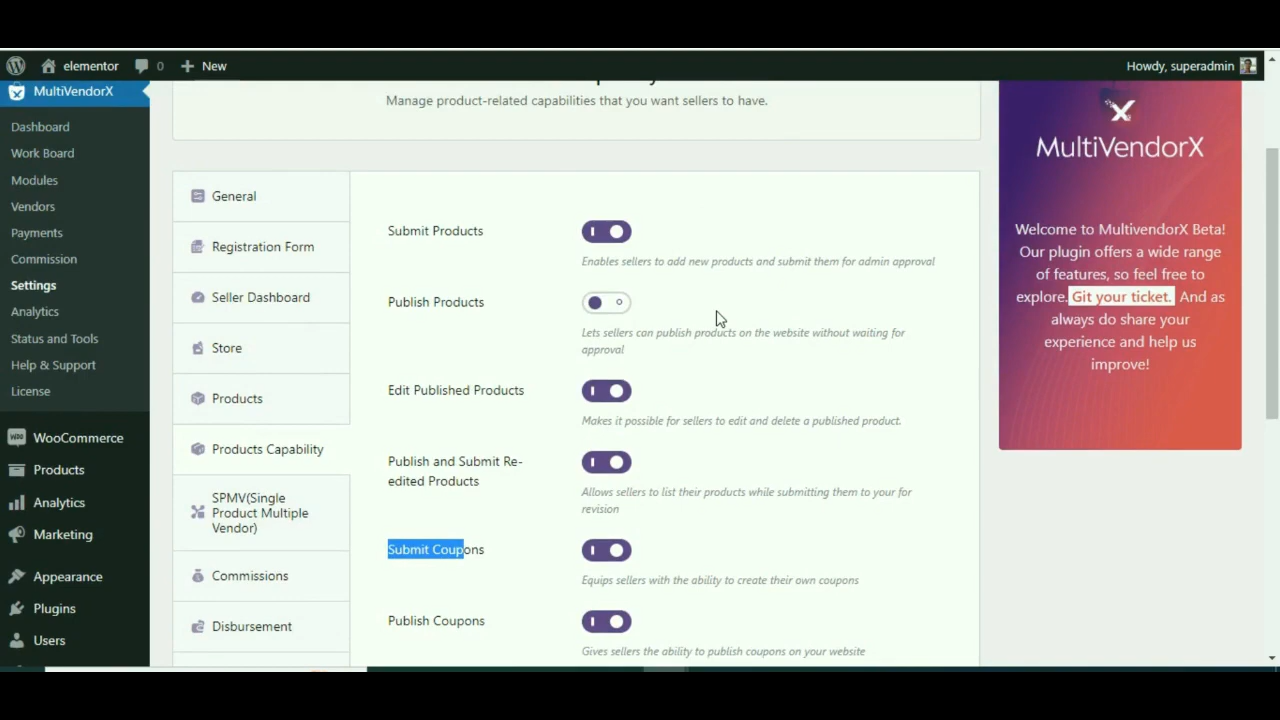 elementor
0
New
Howdy, superadmin
MultiVendorX
Dashboard
Work Board
Modules
Vendors
Payments
Commission
Settings
Analytics
Status and Tools
Help & Support
License
WooCommerce
Products
Analytics
Marketing
Appearance
Plugins
Users
Manage product-related capabilities that you want sellers to have.
General
Registration Form
Seller Dashboard
Store
Products
Products Capability
SPMV(Single
Product Multiple
Vendor)
Commissions
Disbursement
Submit Products
Enables sellers to add new products and submit them for admin approval
Publish Products
Lets sellers can publish products on the website without waiting for
approval
Edit Published Products
Makes it possible for sellers to edit and delete a published product.
Publish and Submit Re-
edited Products
Allows sellers to list their products while submitting them to your for
revision
Submit Coupons
Equips sellers with the ability to create their own coupons
Publish Coupons
Gives sellers the ability to publish coupons on your website
MultiVendorX
Welcome to MultivendorX Beta!
Our plugin offers a wide range
of features, so feel free to
explore. Git your ticket. And as
always do share your
experience and help us
improve!